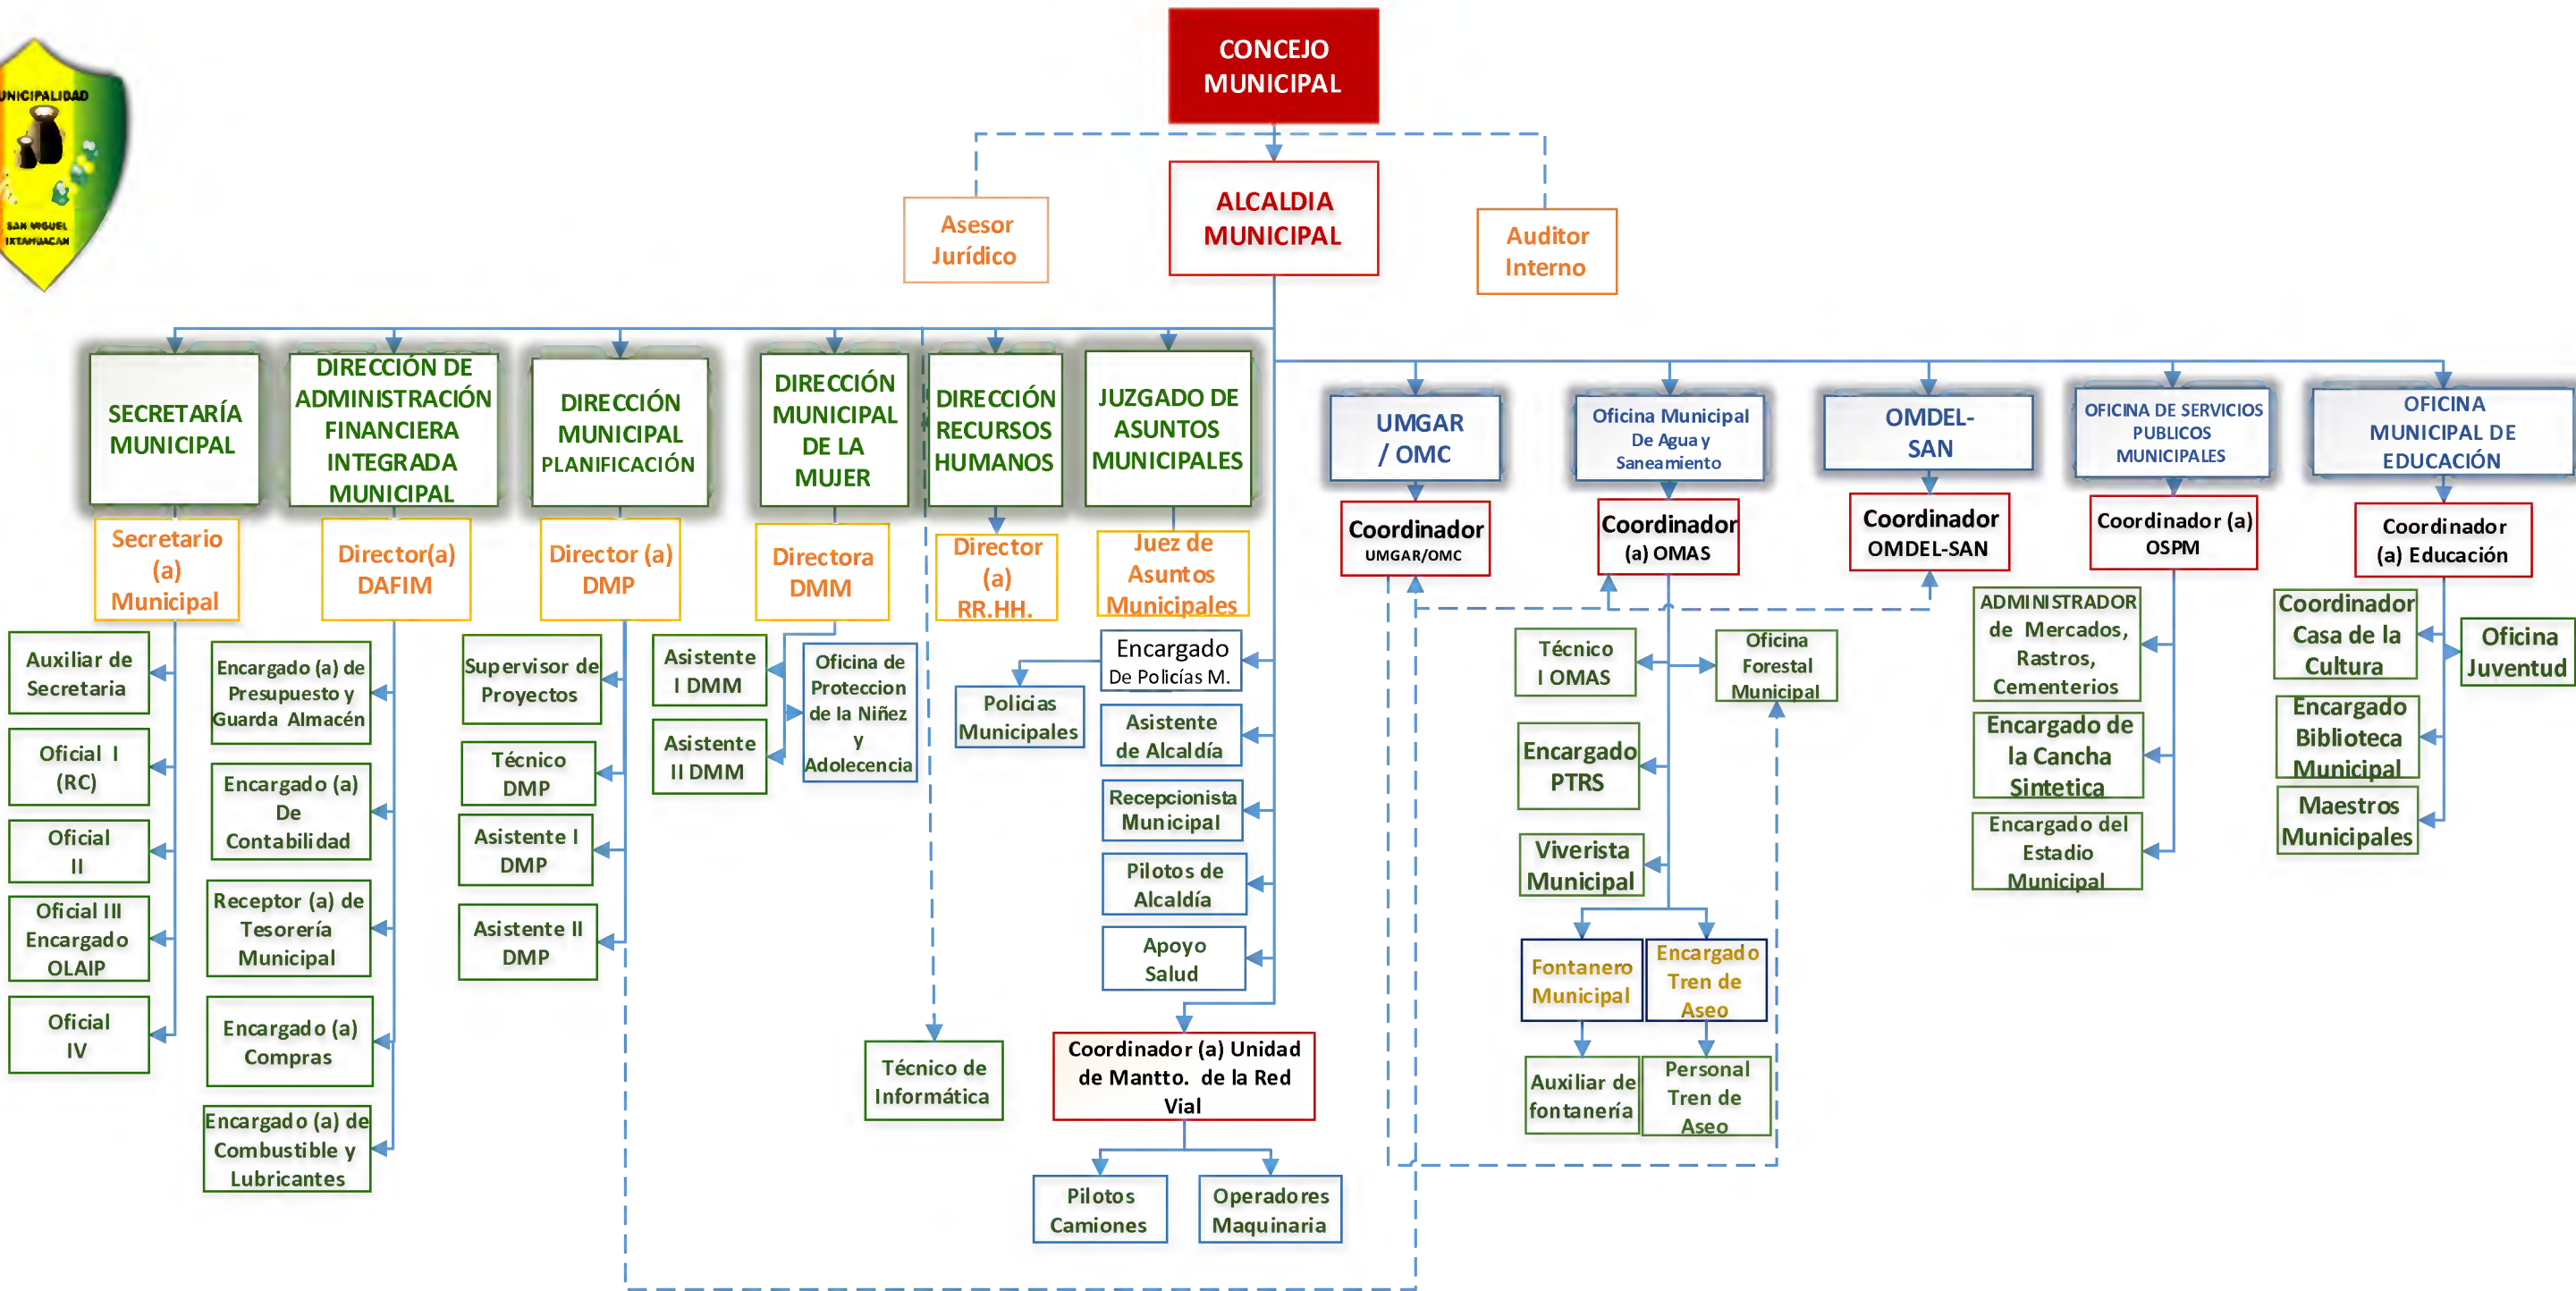 CONCEJO
MUNICIPAL
UNICIPALIDAD
SAN MIGUEL
IXTAHUACAN
ALCALDIA
MUNICIPAL
Asesor
Jurídico
Auditor
Interno
SECRETARÍA
MUNICIPAL
DIRECCIÓN DE
ADMINISTRACIÓN
FINANCIERA
INTEGRADA
MUNICIPAL
DIRECCIÓN
MUNICIPAL
PLANIFICACIÓN
DIRECCIÓN
MUNICIPAL
DE LA
MUJER
DIRECCIÓN
RECURSOS
HUMANOS
JUZGADO DE
ASUNTOS
MUNICIPALES
UMGAR
/ OMC
Oficina Municipal
De Agua y
Saneamiento
OMDEL-
SAN
OFICINA DE SERVICIOS
PUBLICOS
MUNICIPALES
OFICINA
MUNICIPAL DE
EDUCACIÓN
Secretario
(a)
Municipal
Director(a)
DAFIM
Director (a)
DMP
Directora
DMM
Director
(a)
RR.HH.
Juez de
Asuntos
Municipales
Coordinador
UMGAR/OMC
Coordinador
(a) OMAS
Coordinador
OMDEL-SAN
Coordinador (a)
OSPM
Coordinador
(a) Educación
Auxiliar de
Secretaria
Oficial I
(RC)
Oficial
II
Oficial III
Encargado
OLAIP
Oficial
IV
Encargado (a) de
Presupuesto y
Guarda Almacén
Encargado (a)
De
Contabilidad
Receptor (a) de
Tesorería
Municipal
Encargado (a)
Compras
Encargado (a) de
Combustible y
Lubricantes
Supervisor de
Proyectos
Técnico
DMP
Asistente I
DMP
Asistente II
DMP
Asistente
I DMM
Asistente
II DMM
Oficina de
Proteccion
de la Niñez
y
Adolecencia
Técnico de
Informática
Encargado
De Policías M.
Policias
Municipales
Asistente
de Alcaldía
Recepcionista
Municipal
Pilotos de
Alcaldía
Apoyo
Salud
Coordinador (a) Unidad
de Mantto. de la Red
Vial
Pilotos
Camiones
Operadores
Maquinaria
Técnico
I OMAS
Oficina
Forestal
Municipal
Encargado
PTRS
Viverista
Municipal
Fontanero
Municipal
Encargado
Tren de
Aseo
Auxiliar de
fontanería
Personal
Tren de
Aseo
ADMINISTRADOR
de Mercados,
Rastros,
Cementerios
Encargado de
la Cancha
Sintetica
Encargado del
Estadio
Municipal
Coordinador
Casa de la
Cultura
Oficina
Juventud
Encargado
Biblioteca
Municipal
Maestros
Municipales